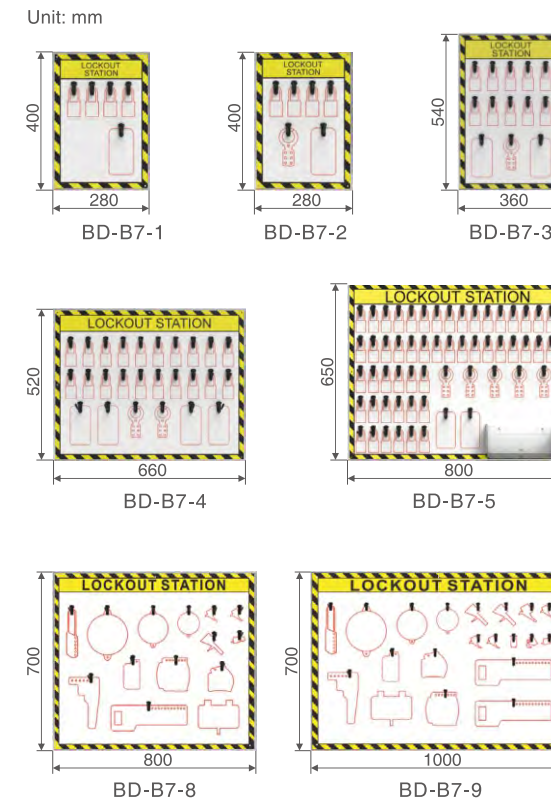 Unit: mm
LOCKOUT
STATION
400
280
BD-B7-1
LOCKOUT
STATION
400
280
BD-B7-2
LOCKOUT
STATION
540
360
BD-B7-3
LOCKOUT STATION
520
660
BD-B7-4
LOCKOUT STATION
650
800
BD-B7-5
LOCKOUT STATION
700
800
BD-B7-8
LOCKOUT STATION
700
1000
BD-B7-9